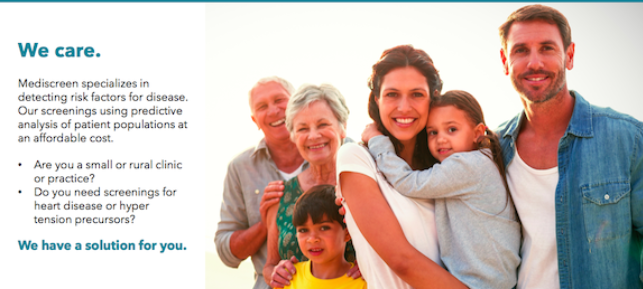 We care.
Mediscreen specializes in
detecting risk factors for disease.
Our screenings using predictive
analysis of patient populations at
an affordable cost.
• Are you a small or rural clinic
or practice?
• Do you need screenings for
heart disease or hyper
tension precursors?
We have a solution for you.